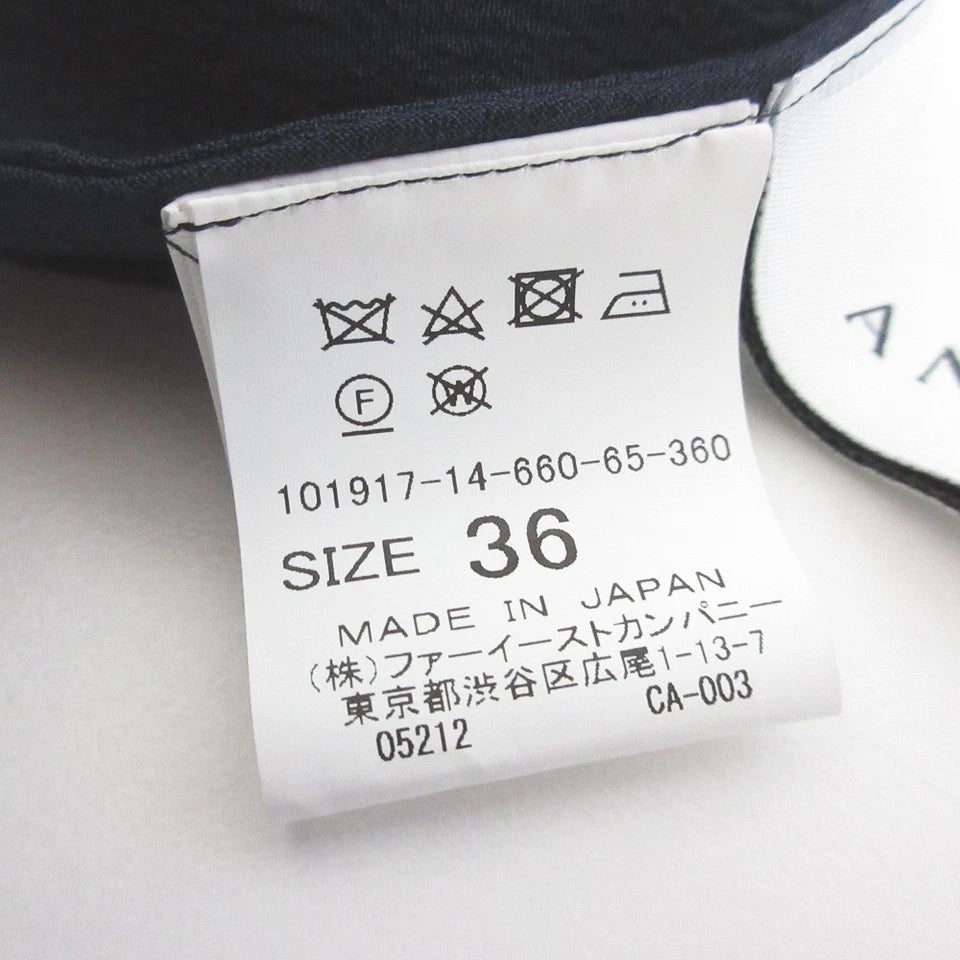 F W
101917-14-660-65-360
SIZE 36
MADE IN JAPAN
(株)ファーイーストカンパニー
東京都渋谷区広尾1-13-7
05212 CA-003
AN